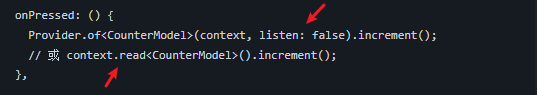 onPressed: () {
Provider.of<CounterModel>(context, listen: false).increment();
// 或 context.read<CounterModel>().increment();
},